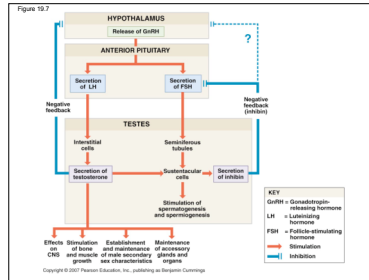 Figure 19.7
HYPOTHALAMUS
Release of GnRH
?
ANTERIOR PITUITARY
Secretion
of LH
Secretion
of FSH
Negative
feedback
Negative
feedback
(inhibin)
TESTES
Interstitial
cells
Seminiferous
tubules
Secretion of
testosterone
Sustentacular
cells
Secretion
of inhibin
Stimulation of
spermatogenesis and
spermiogenesis
Effects
on
CNS
Stimulation
of bone
and muscle
growth
Establishment
and maintenance
of male secondary
sex characteristics
Maintenance
of accessory
glands and
organs
KEY
GnRH = Gonadotropin-
releasing hormone
LH = Luteinizing
hormone
FSH = Follicle-stimulating
hormone
Stimulation
Inhibition
Copyright © 2007 Pearson Education, Inc., publishing as Benjamin Cummings